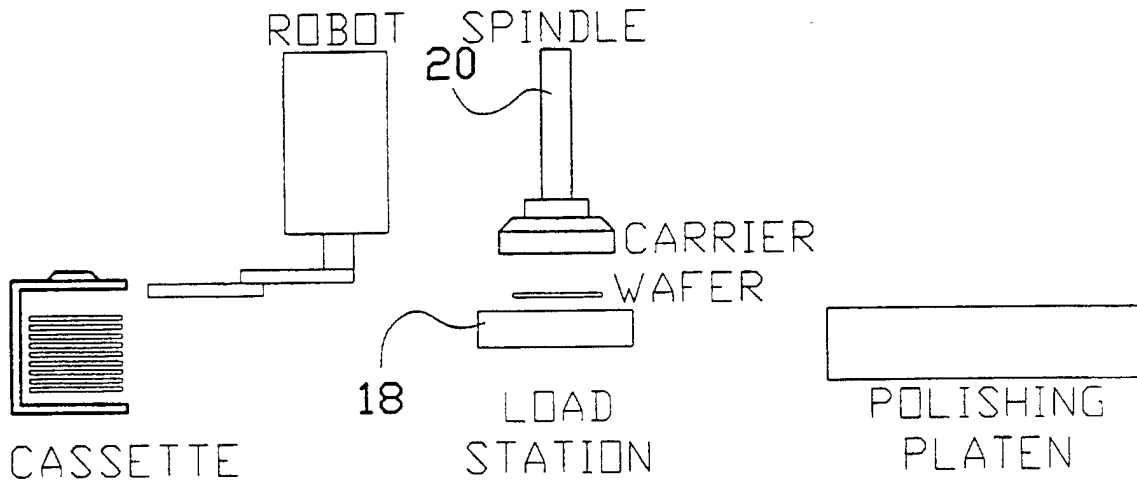 ROBOT
SPINDLE
20
CARRIER
WAFER
18
LOAD
STATION
POLISHING
PLATEN
CASSETTE